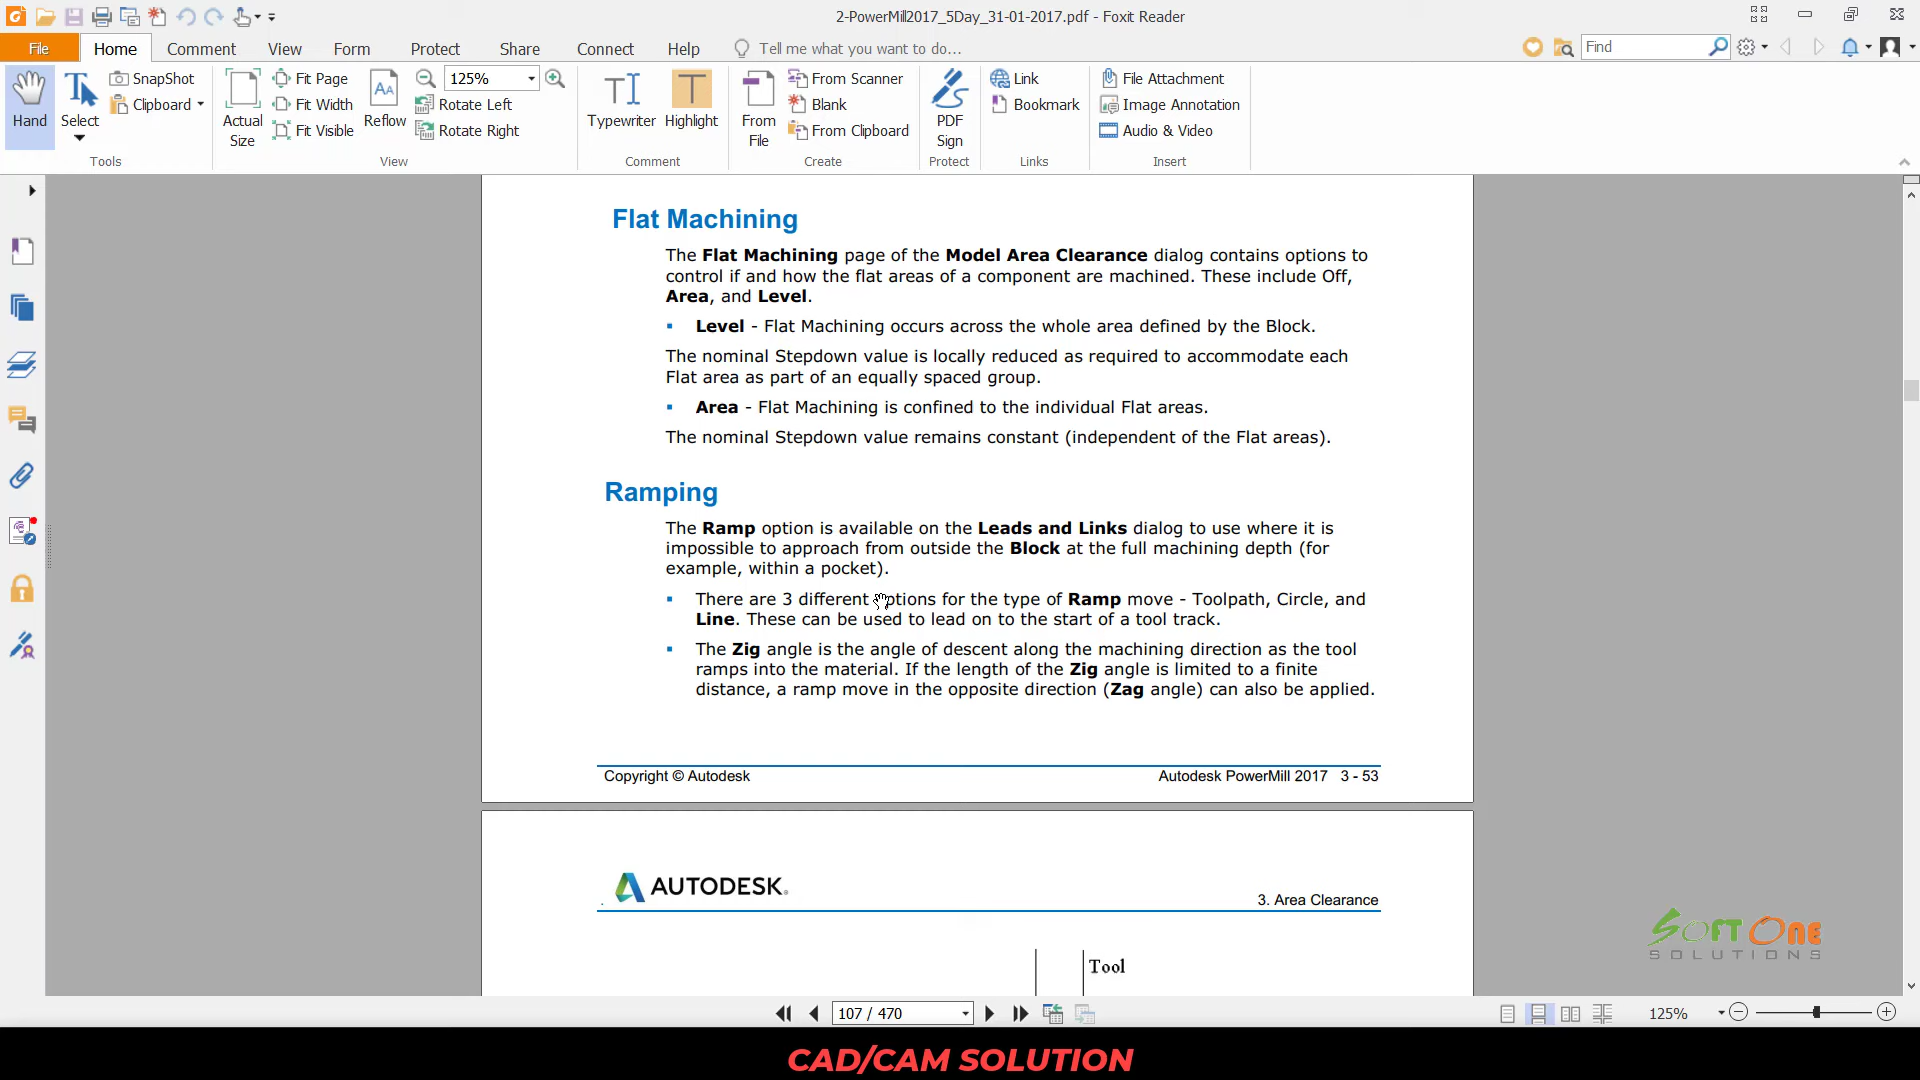 2-PowerMill2017_5Day_31-01-2017.pdf - Foxit Reader
File Home Comment View Form Protect Share Connect Help Tell me what you want to do... Find
Hand
Select
SnapShot
Clipboard
Tools
Actual Size
Fit Page
Fit Width
Fit Visible
Reflow
125%
Rotate Left
Rotate Right
View
Typewriter
Highlight
Comment
From File
From Scanner
Blank
From Clipboard
Create
PDF Sign
Protect
Link
Bookmark
Links
File Attachment
Image Annotation
Audio & Video
Insert
Flat Machining
The Flat Machining page of the Model Area Clearance dialog contains options to
control if and how the flat areas of a component are machined. These include Off,
Area, and Level.
▪ Level - Flat Machining occurs across the whole area defined by the Block.
The nominal Stepdown value is locally reduced as required to accommodate each
Flat area as part of an equally spaced group.
▪ Area - Flat Machining is confined to the individual Flat areas.
The nominal Stepdown value remains constant (independent of the Flat areas).
Ramping
The Ramp option is available on the Leads and Links dialog to use where it is
impossible to approach from outside the Block at the full machining depth (for
example, within a pocket).
▪ There are 3 different options for the type of Ramp move - Toolpath, Circle, and
Line. These can be used to lead on to the start of a tool track.
▪ The Zig angle is the angle of descent along the machining direction as the tool
ramps into the material. If the length of the Zig angle is limited to a finite
distance, a ramp move in the opposite direction (Zag angle) can also be applied.
Copyright © Autodesk Autodesk PowerMill 2017 3 - 53
AUTODESK®
3. Area Clearance
Tool
SOFT ONE
SOLUTIONS
107 / 470
125%
CAD/CAM SOLUTION